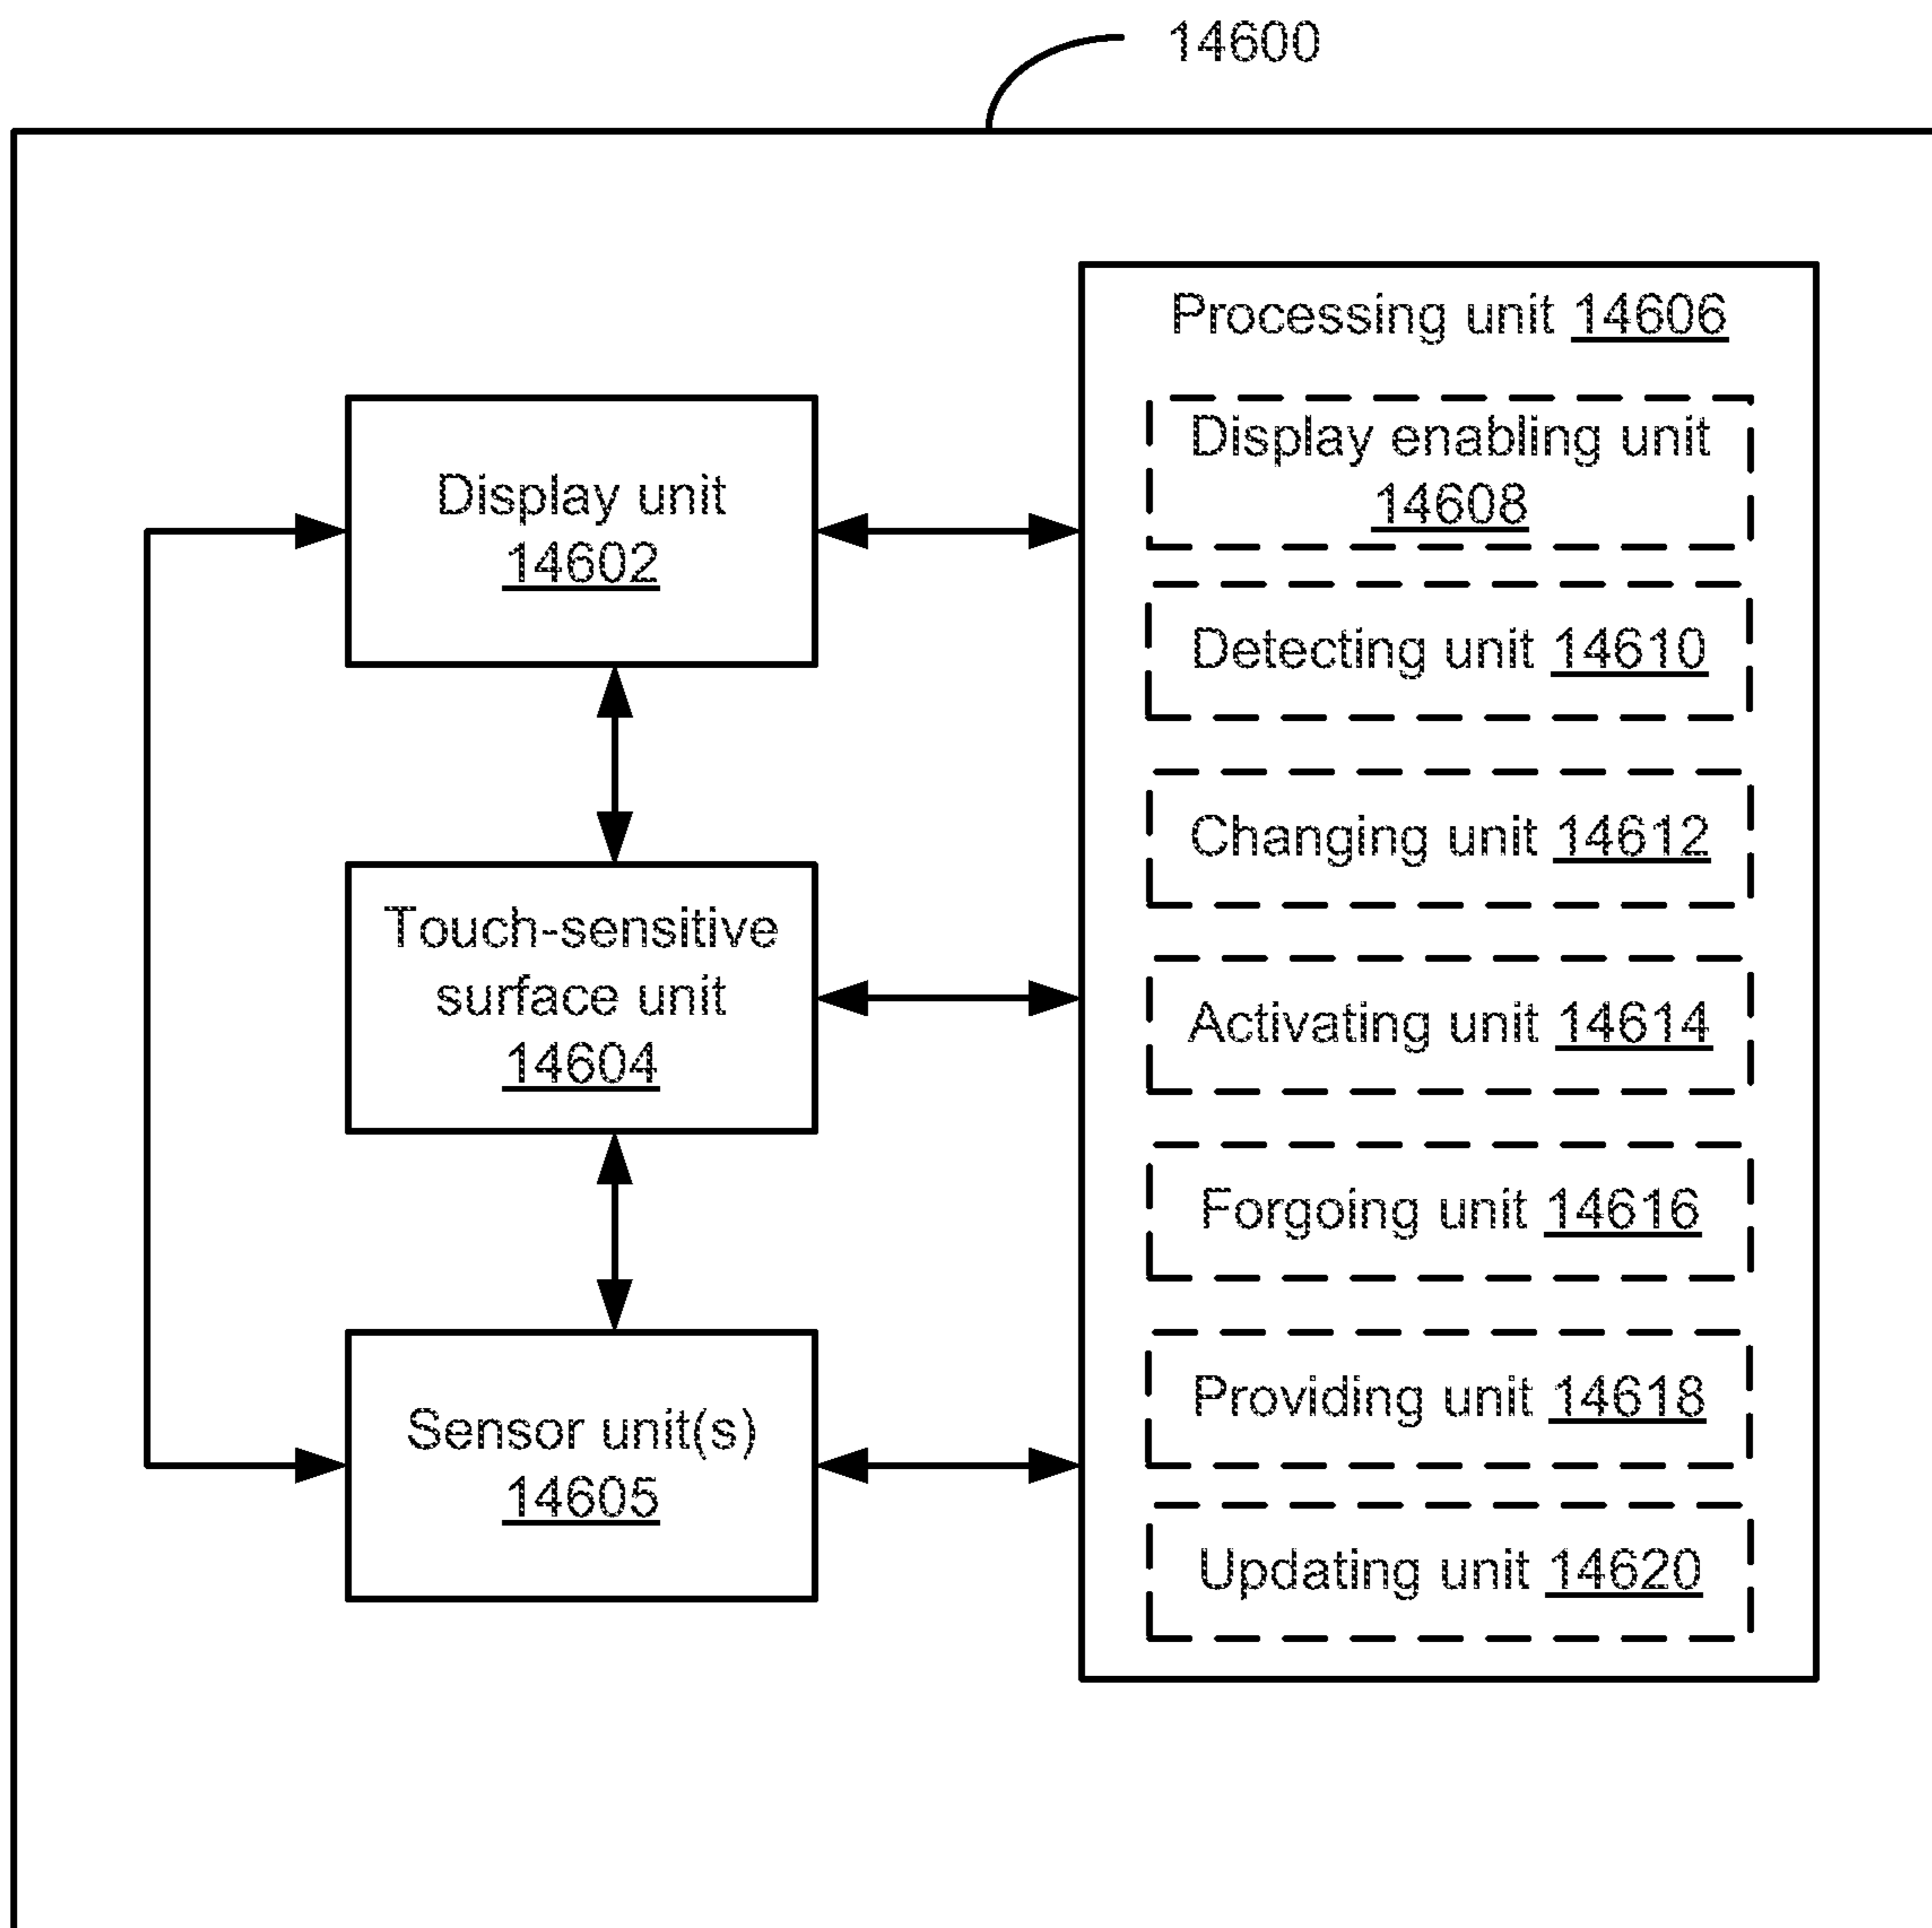 14600
Processing unit 14606
Display enabling unit
14608
Detecting unit 14610
Changing unit 14612
Activating unit 14614
Forgoing unit 14616
Providing unit 14618
Updating unit 14620
Display unit
14602
Touch-sensitive
surface unit
14604
Sensor unit(s)
14605